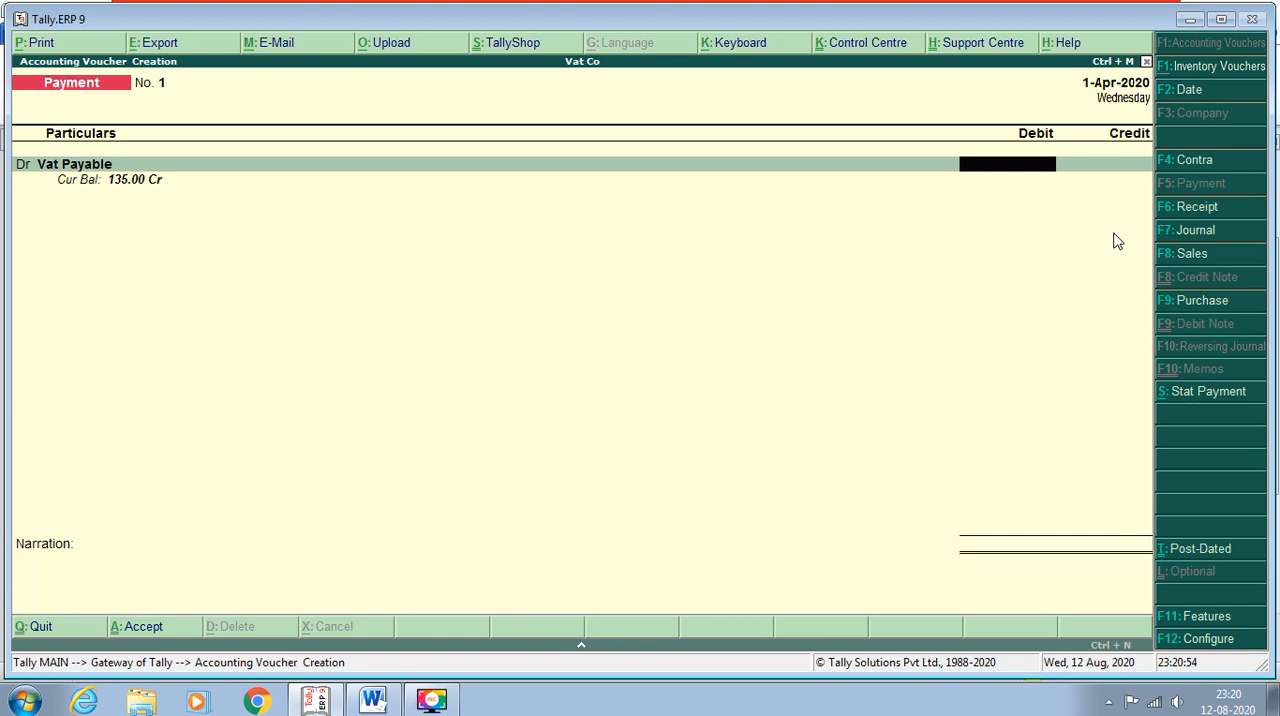 Tally.ERP 9
P: Print E: Export M: E-Mail O: Upload S: TallyShop G: Language K: Keyboard K: Control Centre H: Support Centre H: Help
F1: Accounting Vouchers
Accounting Voucher Creation Vat Co Ctrl + M
F1: Inventory Vouchers
Payment No. 1 1-Apr-2020
F2: Date
Wednesday
F3: Company
Particulars Debit Credit
Dr Vat Payable
F4: Contra
Cur Bal: 135.00 Cr
F5: Payment
F6: Receipt
F7: Journal
F8: Sales
F8: Credit Note
F9: Purchase
F9: Debit Note
F10: Reversing Journal
F10: Memos
S: Stat Payment
Narration:
T: Post-Dated
L: Optional
F11: Features
Q: Quit A: Accept D: Delete X: Cancel
F12: Configure
Ctrl + N
Tally MAIN --> Gateway of Tally --> Accounting Voucher Creation © Tally Solutions Pvt Ltd., 1988-2020 Wed, 12 Aug, 2020 23:20:54
Tally ERP 9
W
REC
23:20
12-08-2020